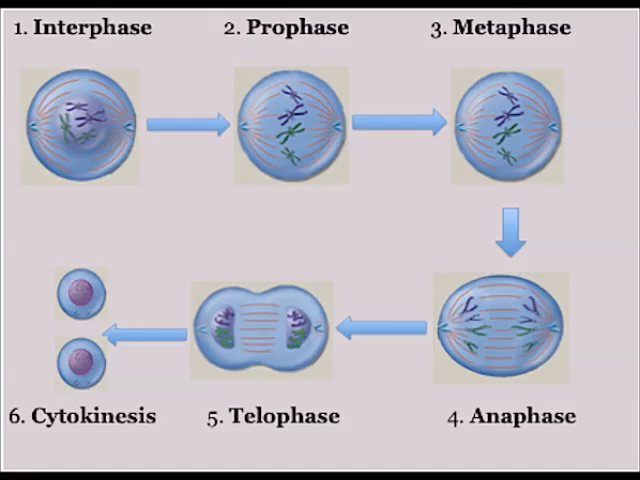 1. Interphase
2. Prophase
3. Metaphase
6. Cytokinesis
5. Telophase
4. Anaphase